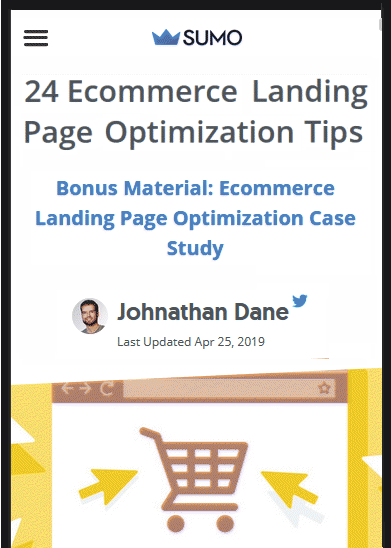 SUMO
24 Ecommerce Landing
Page Optimization Tips
Bonus Material: Ecommerce
Landing Page Optimization Case
Study
Johnathan Dane
Last Updated Apr 25, 2019